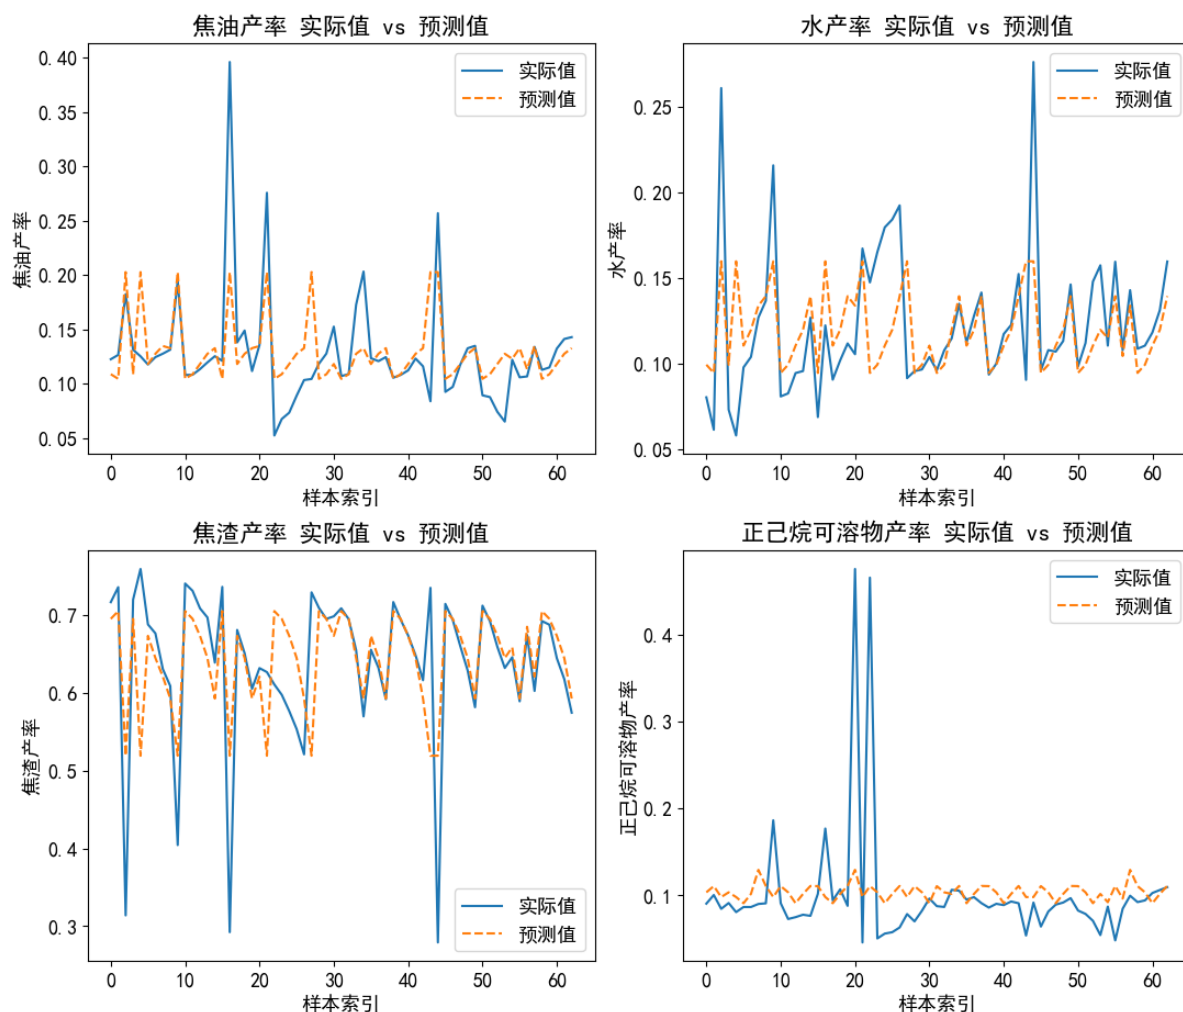 焦油产率 实际值 vs 预测值
焦油产率
0.40
0.35
0.30
0.25
0.20
0.15
0.10
0.05
实际值
预测值
0
10
20
30
40
50
60
样本索引
水产率 实际值 vs 预测值
水产率
0.25
0.20
0.15
0.10
0.05
实际值
预测值
0
10
20
30
40
50
60
样本索引
焦渣产率 实际值 vs 预测值
焦渣产率
0.7
0.6
0.5
0.4
0.3
实际值
预测值
0
10
20
30
40
50
60
样本索引
正己烷可溶物产率 实际值 vs 预测值
正己烷可溶物产率
0.4
0.3
0.2
0.1
实际值
预测值
0
10
20
30
40
50
60
样本索引